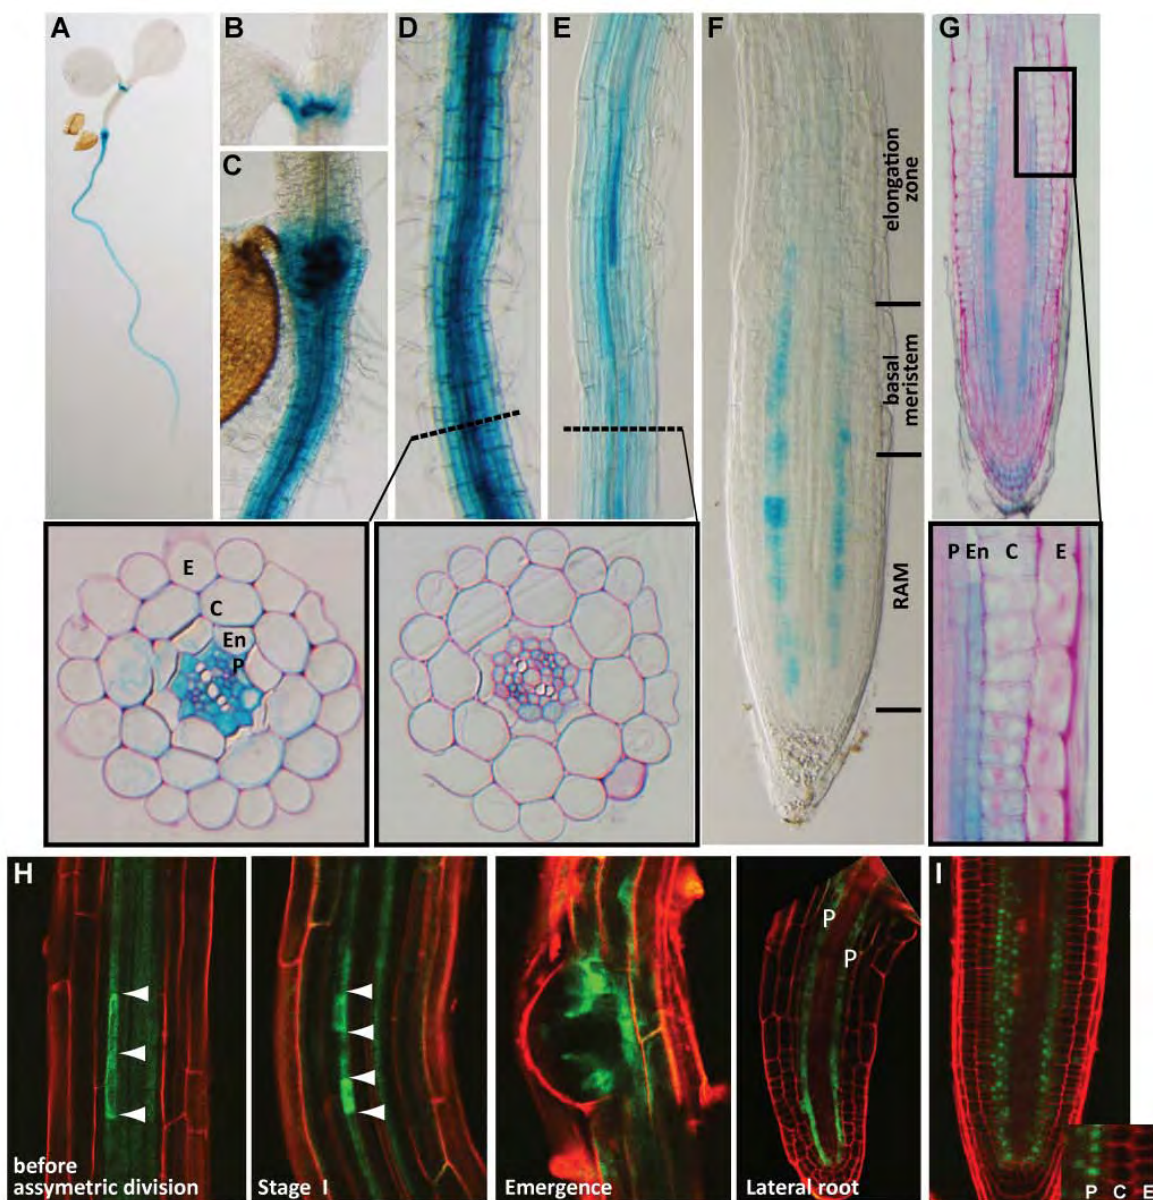 A
B
C
D
E
F
G
elongation
zone
basal
meristem
RAM
E
C
En
P
P En C E
H
before
assymetric division
Stage I
Emergence
P
P
Lateral root
I
P C E